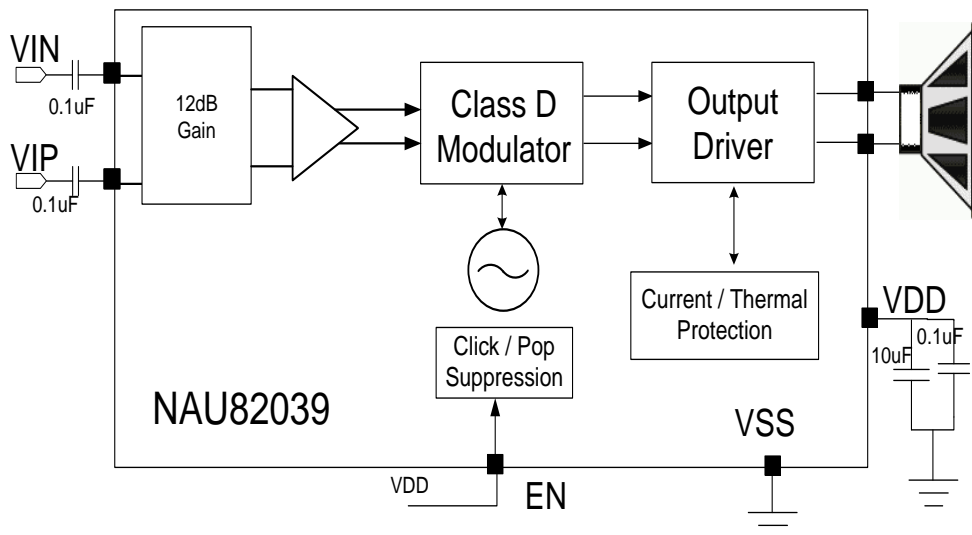 VIN
0.1uF
12dB
Gain
Class D
Modulator
Output
Driver
VIP
0.1uF
Current / Thermal
Protection
VDD
0.1uF
10uF
Click / Pop
Suppression
NAU82039
VSS
VDD
EN